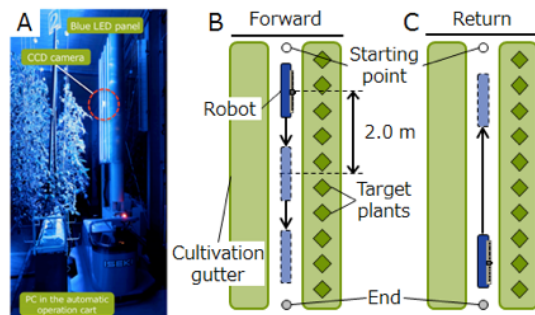 A
Blue LED panel
CCD camera
PC in the automatic
operation cart
B
Forward
Starting
point
Robot
2.0 m
Target
plants
Cultivation
gutter
End
C
Return